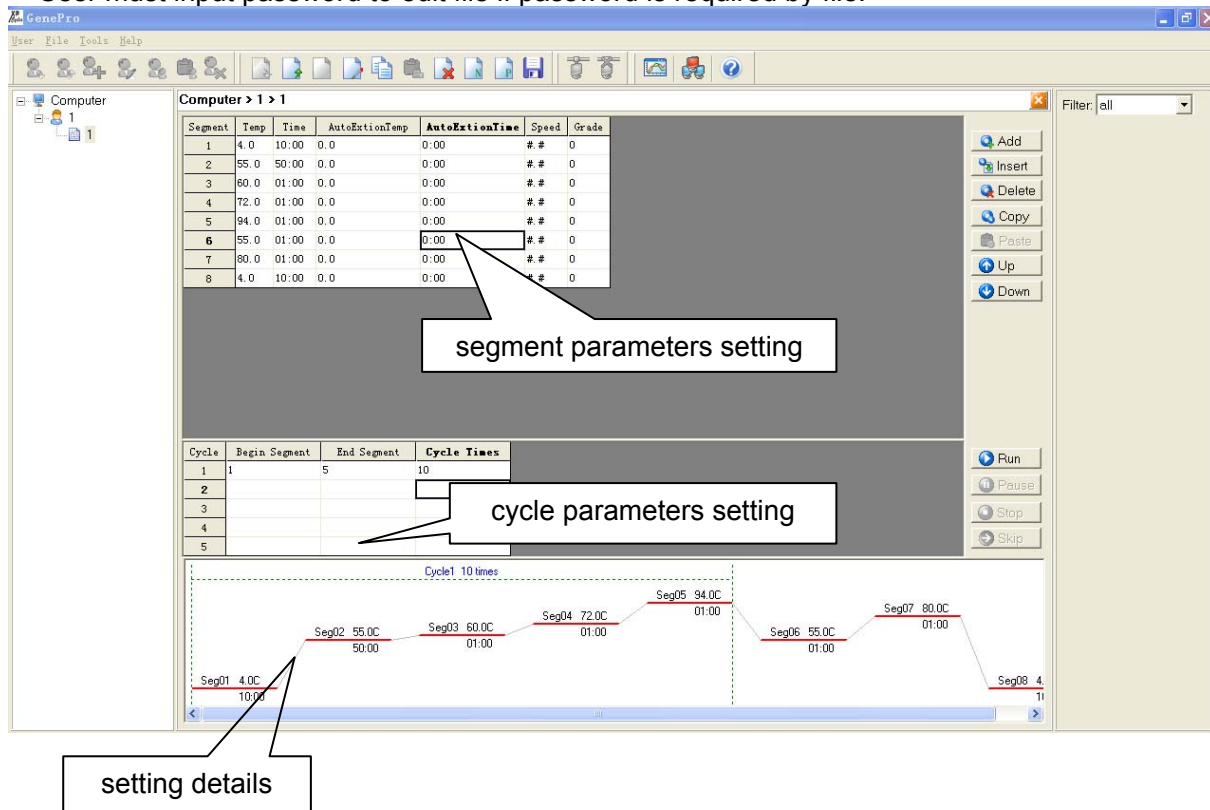 User must input password to edit file if password is required by file.
GenePro
User File Tools Help
Computer
1
1
Computer > 1 > 1
Filter: all
Segment Temp Time AutoExtionTemp AutoExtionTime Speed Grade
1 4.0 10:00 0.0 0:00 #.# 0
2 55.0 50:00 0.0 0:00 #.# 0
3 60.0 01:00 0.0 0:00 #.# 0
4 72.0 01:00 0.0 0:00 #.# 0
5 94.0 01:00 0.0 0:00 #.# 0
6 55.0 01:00 0.0 0:00 #.# 0
7 80.0 01:00 0.0 0:00 #.# 0
8 4.0 10:00 0.0 0:00 #.# 0
Add
Insert
Delete
Copy
Paste
Up
Down
segment parameters setting
Cycle Begin Segment End Segment Cycle Times
1 1 5 10
2
3
4
5
Run
Pause
Stop
Skip
cycle parameters setting
Cycle1 10 times
Seg01 4.0C
10:00
Seg02 55.0C
50:00
Seg03 60.0C
01:00
Seg04 72.0C
01:00
Seg05 94.0C
01:00
Seg06 55.0C
01:00
Seg07 80.0C
01:00
Seg08 4.
setting details